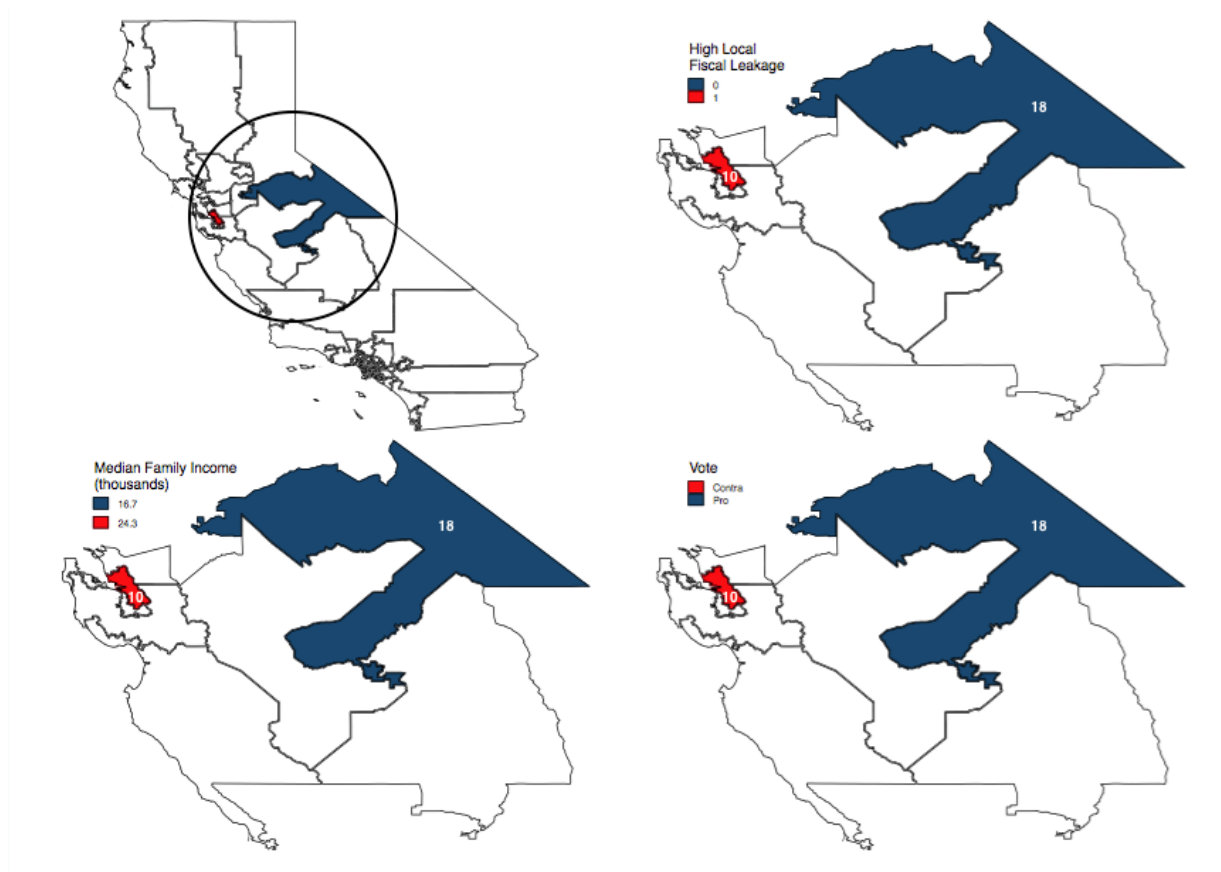 High Local
Fiscal Leakage
0
1
18
10
Median Family Income
(thousands)
16.7
24.3
18
10
Vote
Contra
Pro
18
10